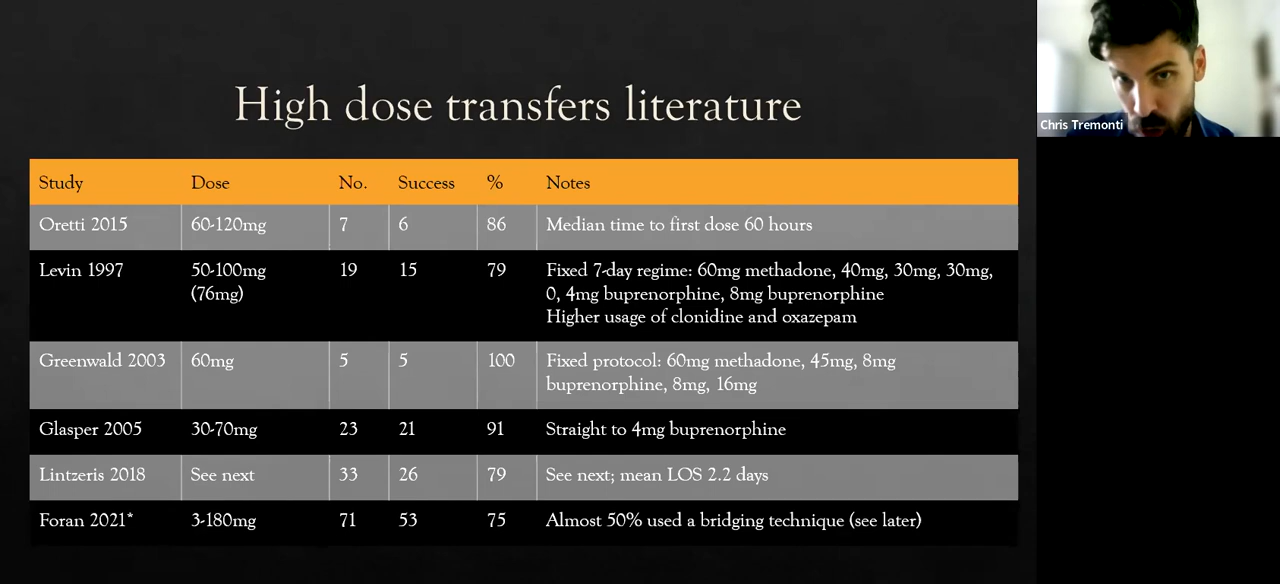 High dose transfers literature
Chris Tremonti
Study Dose No. Success % Notes
Oretti 2015 60-120mg 7 6 86 Median time to first dose 60 hours
Levin 1997 50-100mg 19 15 79 Fixed 7-day regime: 60mg methadone, 40mg, 30mg, 30mg,
(76mg) 0, 4mg buprenorphine, 8mg buprenorphine
Higher usage of clonidine and oxazepam
Greenwald 2003 60mg 5 5 100 Fixed protocol: 60mg methadone, 45mg, 8mg
buprenorphine, 8mg, 16mg
Glasper 2005 30-70mg 23 21 91 Straight to 4mg buprenorphine
Lintzeris 2018 See next 33 26 79 See next; mean LOS 2.2 days
Foran 2021* 3-180mg 71 53 75 Almost 50% used a bridging technique (see later)